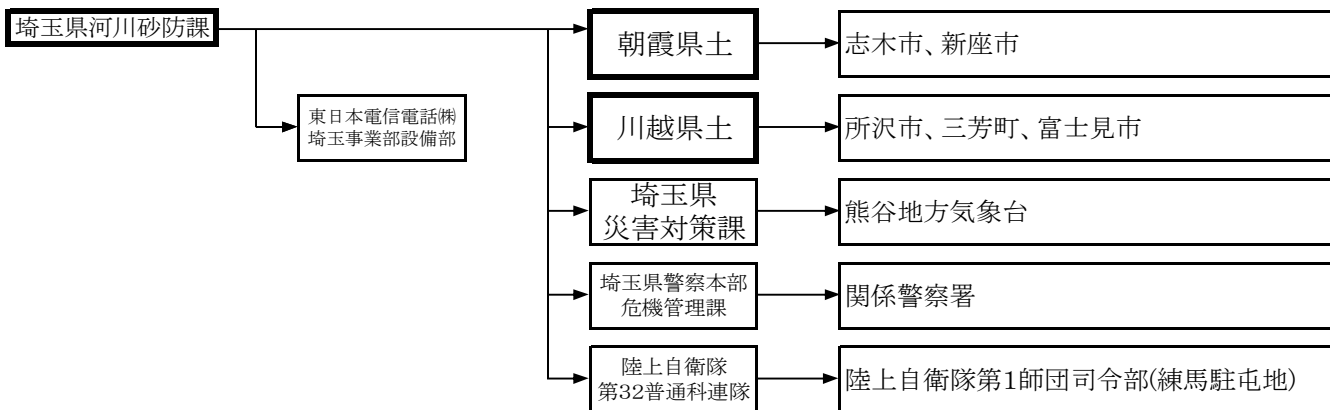 埼玉県河川砂防課
朝霞県土
志木市、新座市
東日本電信電話㈱
埼玉事業部設備部
川越県土
所沢市、三芳町、富士見市
埼玉県
災害対策課
熊谷地方気象台
埼玉県警察本部
危機管理課
関係警察署
陸上自衛隊
第32普通科連隊
陸上自衛隊第1師団司令部(練馬駐屯地)